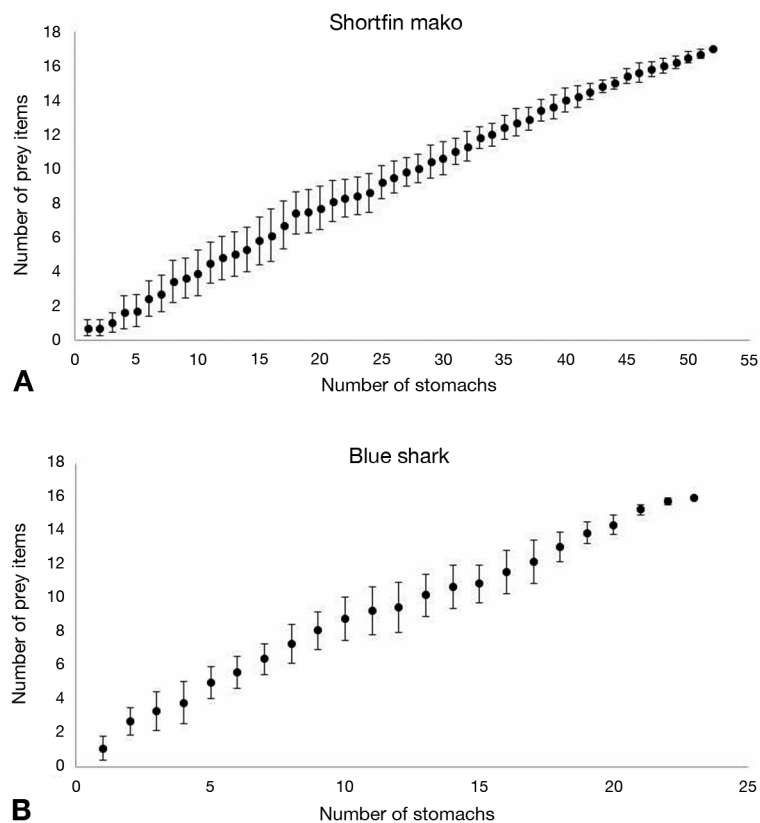 Shortfin mako
18
16
14
12
10
8
6
4
2
0
Number of prey items
0 5 10 15 20 25 30 35 40 45 50 55
Number of stomachs
A
Blue shark
18
16
14
12
10
8
6
4
2
0
Number of prey items
0 5 10 15 20 25
Number of stomachs
B